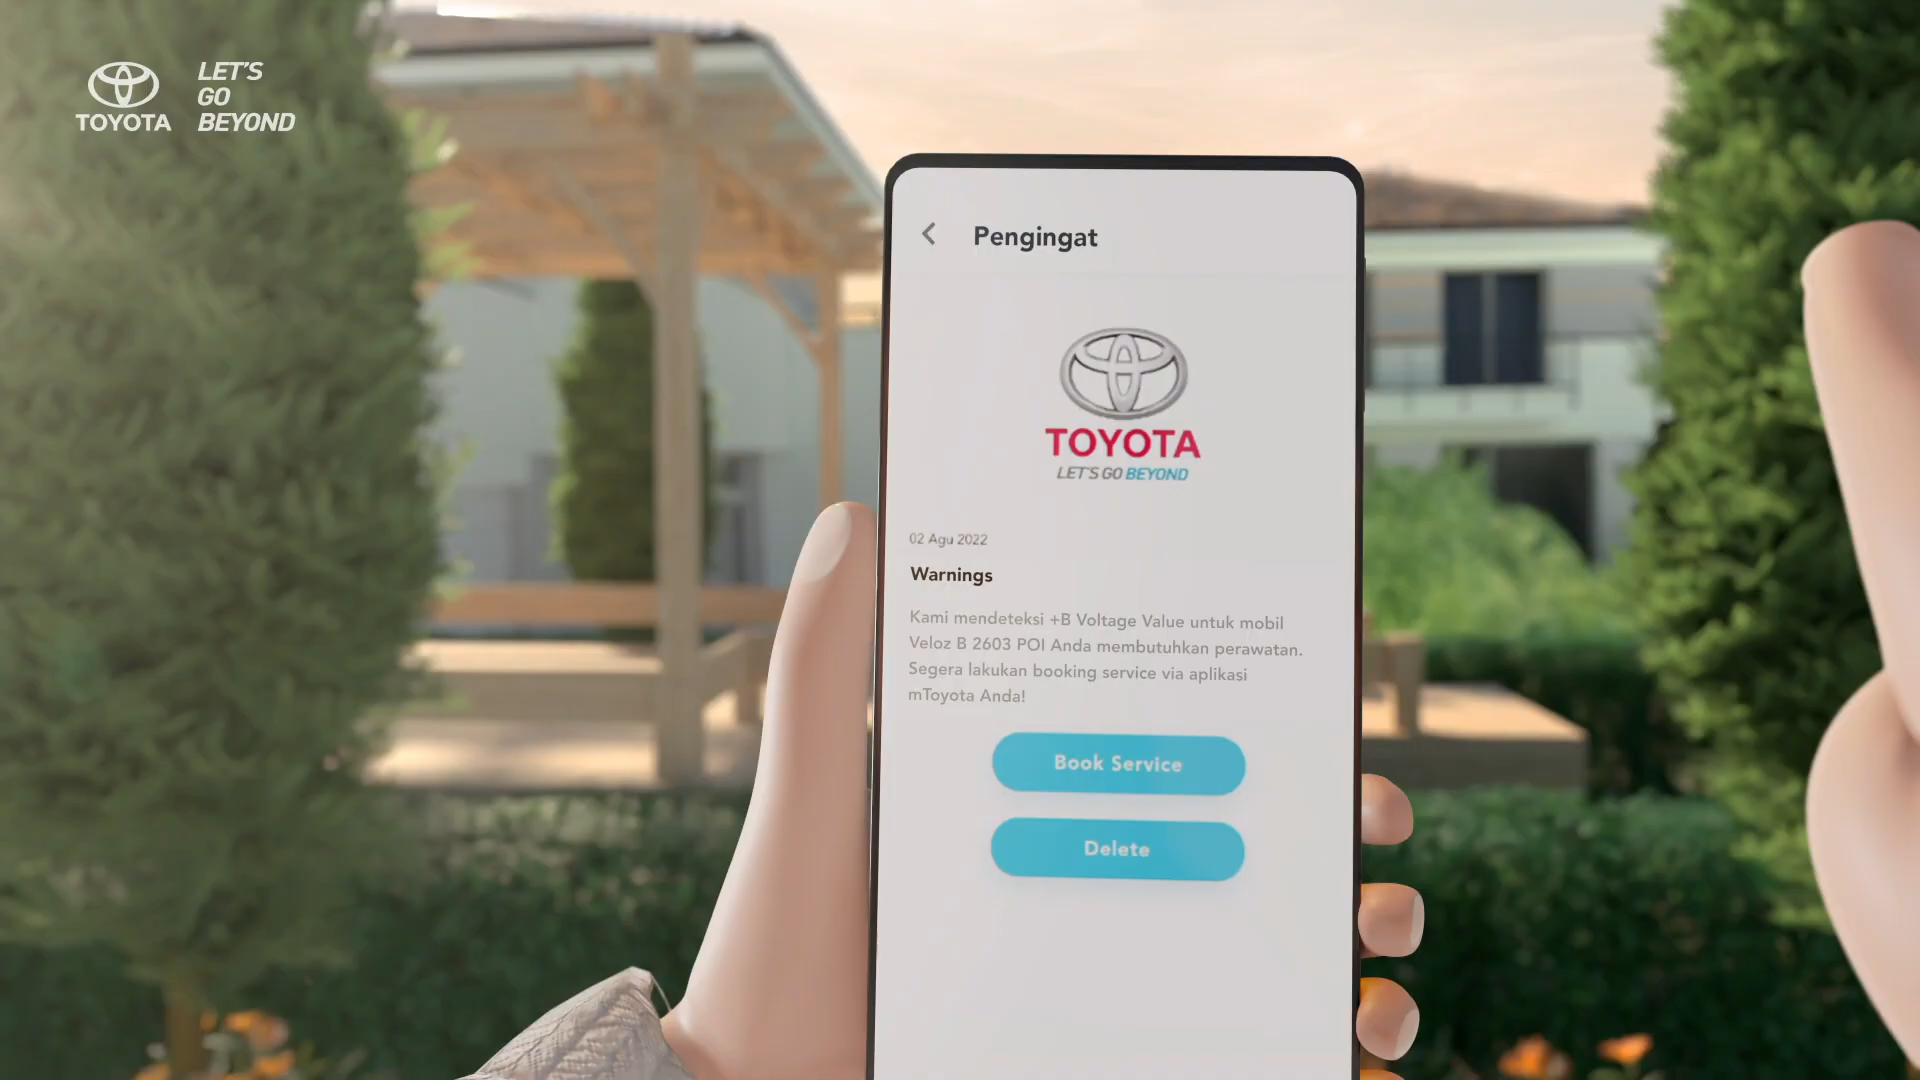 TOYOTA
LET'S
GO
BEYOND
Pengingat
TOYOTA
LET'S GO BEYOND
02 Agu 2022
Warnings
Kami mendeteksi +B Voltage Value untuk mobil
Veloz B 2603 POI Anda membutuhkan perawatan.
Segera lakukan booking service via aplikasi
mToyota Anda!
Book Service
Delete